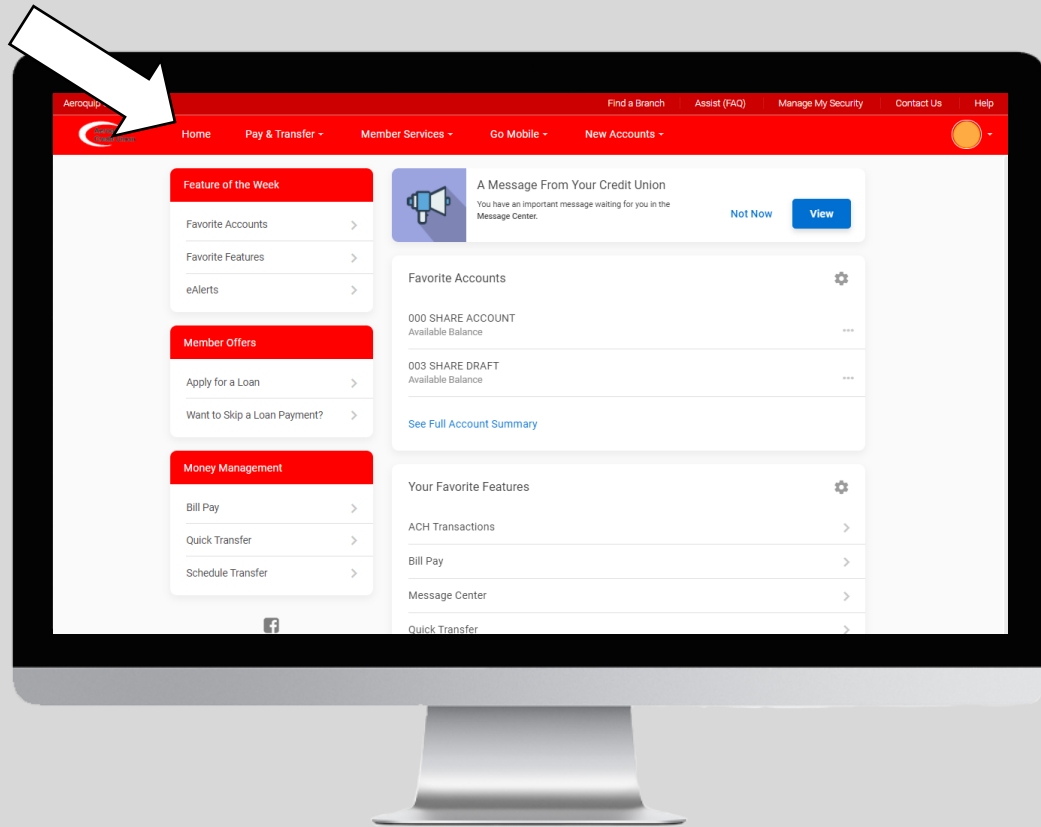 Aeroquip
Find a Branch
Assist (FAQ)
Manage My Security
Contact Us
Help
Home
Pay & Transfer
Member Services
Go Mobile
New Accounts
Feature of the Week
Favorite Accounts
Favorite Features
eAlerts
Member Offers
Apply for a Loan
Want to Skip a Loan Payment?
Money Management
Bill Pay
Quick Transfer
Schedule Transfer
A Message From Your Credit Union
You have an important message waiting for you in the
Message Center.
Not Now
View
Favorite Accounts
000 SHARE ACCOUNT
Available Balance
003 SHARE DRAFT
Available Balance
See Full Account Summary
Your Favorite Features
ACH Transactions
Bill Pay
Message Center
Quick Transfer